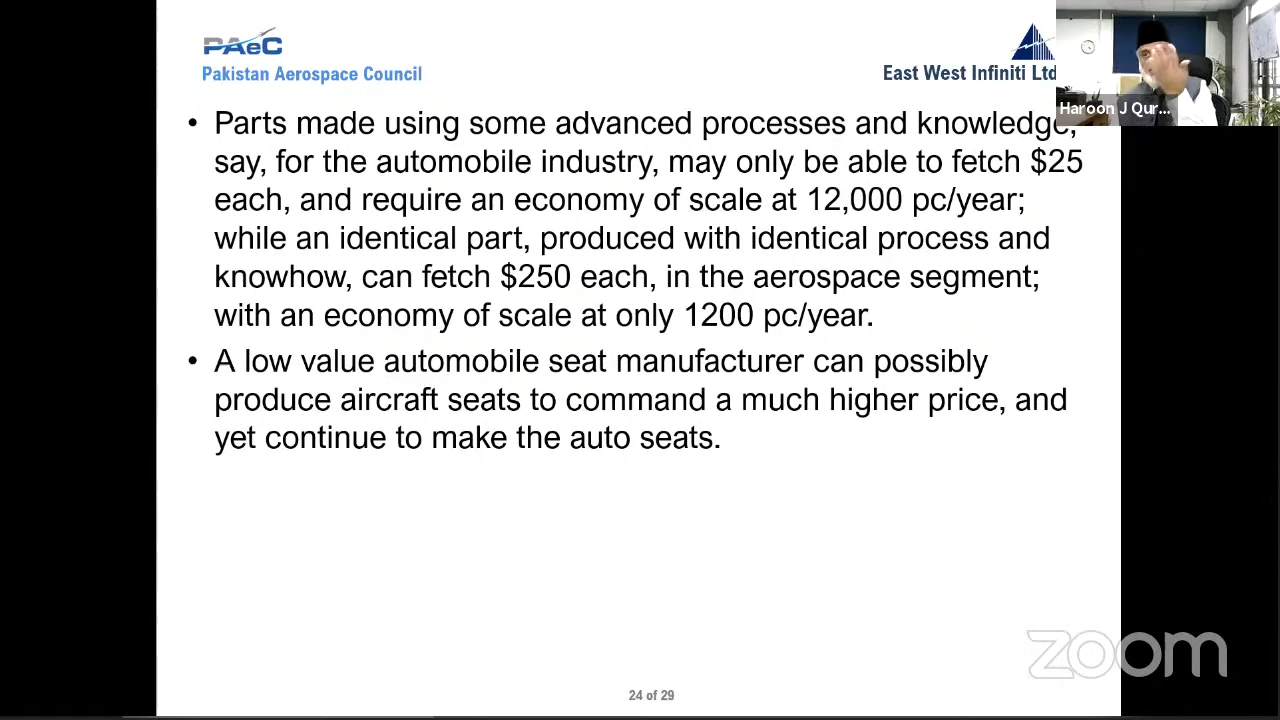 PAeC
Pakistan Aerospace Council
East West Infiniti Ltd
Haroon J Qur...
• Parts made using some advanced processes and knowledge,
say, for the automobile industry, may only be able to fetch $25
each, and require an economy of scale at 12,000 pc/year;
while an identical part, produced with identical process and
knowhow, can fetch $250 each, in the aerospace segment;
with an economy of scale at only 1200 pc/year.
• A low value automobile seat manufacturer can possibly
produce aircraft seats to command a much higher price, and
yet continue to make the auto seats.
zoom
24 of 29